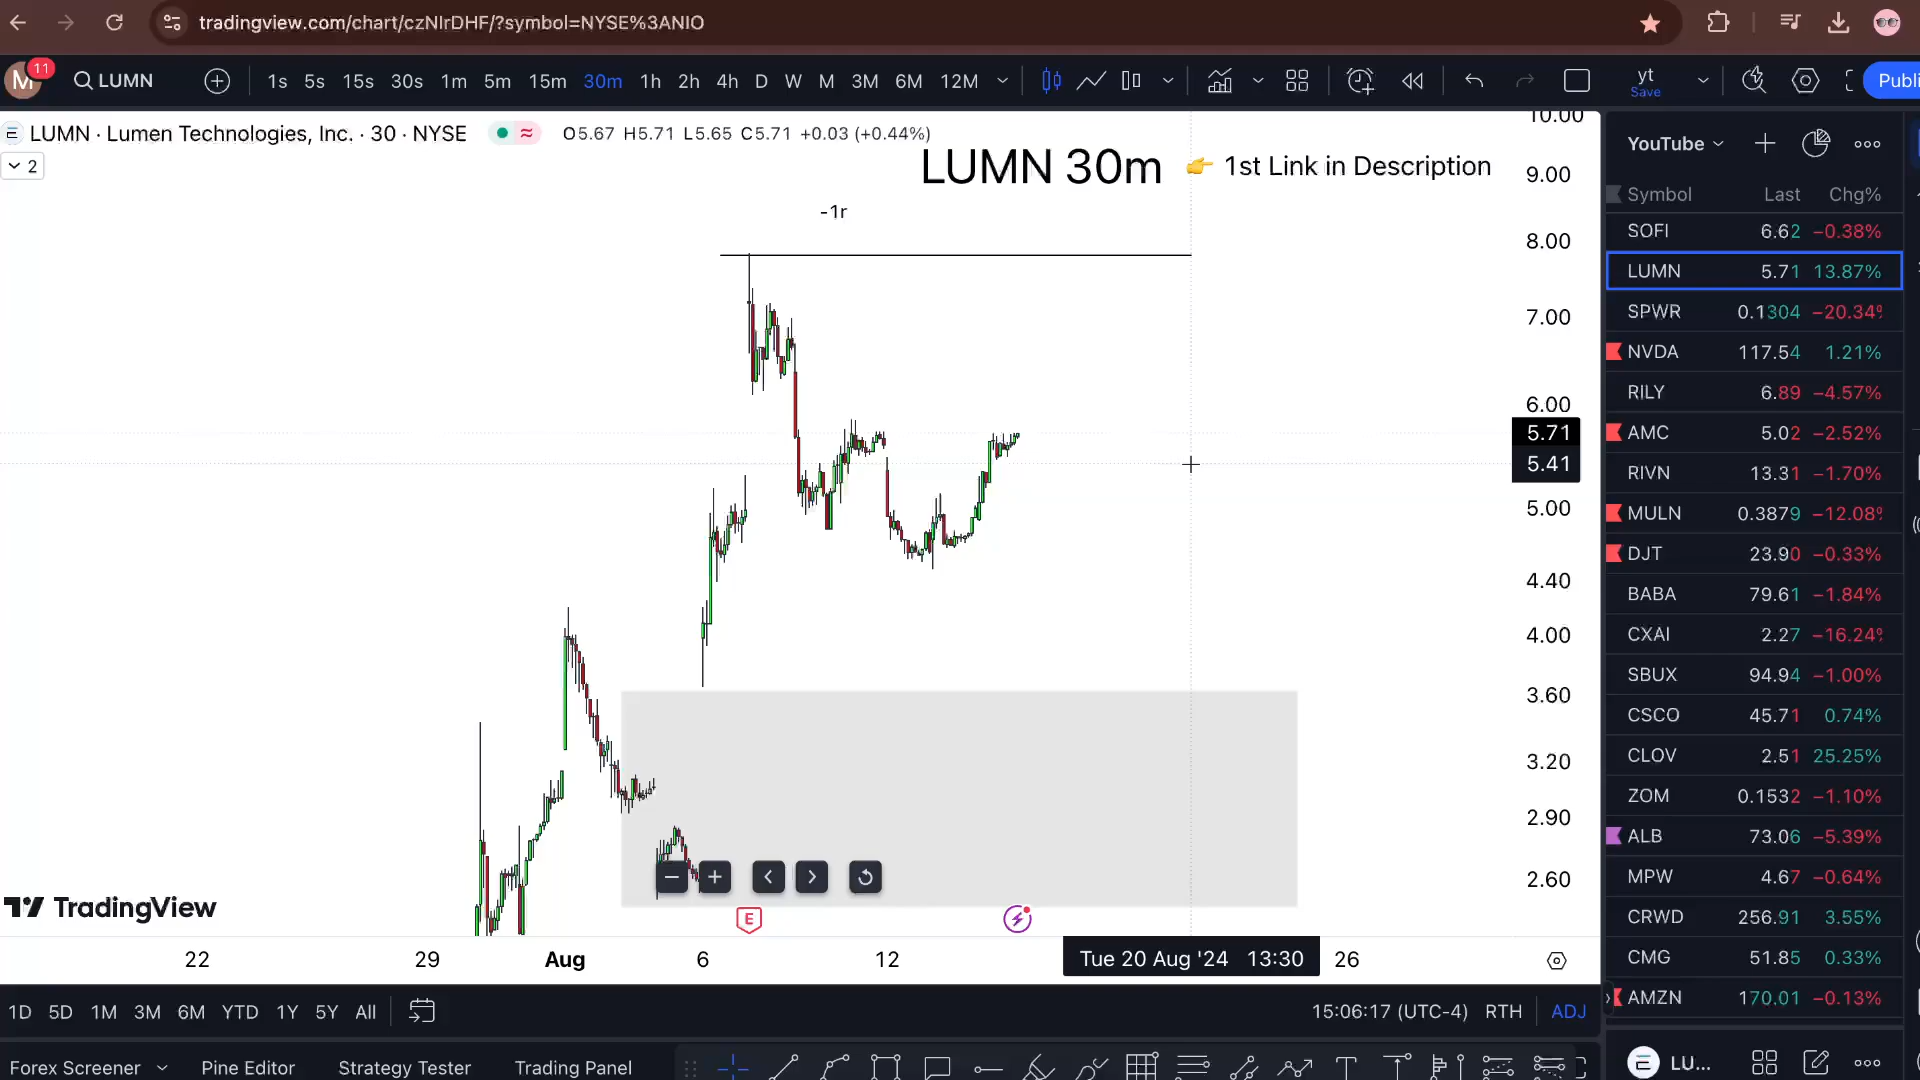 tradingview.com/chart/czNlrDHF/?symbol=NYSE%3ANIO
M 11 LUMN 1s 5s 15s 30s 1m 5m 15m 30m 1h 2h 4h D W M 3M 6M 12M yt Save Publi
LUMN · Lumen Technologies, Inc. · 30 · NYSE O5.67 H5.71 L5.65 C5.71 +0.03 (+0.44%)
2
LUMN 30m 👉 1st Link in Description
-1r
10.00
9.00
8.00
7.00
6.00
5.71
5.41
5.00
4.40
4.00
3.60
3.20
2.90
2.60
TradingView
E
22 29 Aug 6 12 Tue 20 Aug '24 13:30 26
1D 5D 1M 3M 6M YTD 1Y 5Y All 15:06:17 (UTC-4) RTH ADJ
Forex Screener Pine Editor Strategy Tester Trading Panel
YouTube
Symbol Last Chg%
SOFI 6.62 −0.38%
LUMN 5.71 13.87%
SPWR 0.1304 −20.34%
NVDA 117.54 1.21%
RILY 6.89 −4.57%
AMC 5.02 −2.52%
RIVN 13.31 −1.70%
MULN 0.3879 −12.08%
DJT 23.90 −0.33%
BABA 79.61 −1.84%
CXAI 2.27 −16.24%
SBUX 94.94 −1.00%
CSCO 45.71 0.74%
CLOV 2.51 25.25%
ZOM 0.1532 −1.10%
ALB 73.06 −5.39%
MPW 4.67 −0.64%
CRWD 256.91 3.55%
CMG 51.85 0.33%
AMZN 170.01 −0.13%
LU...